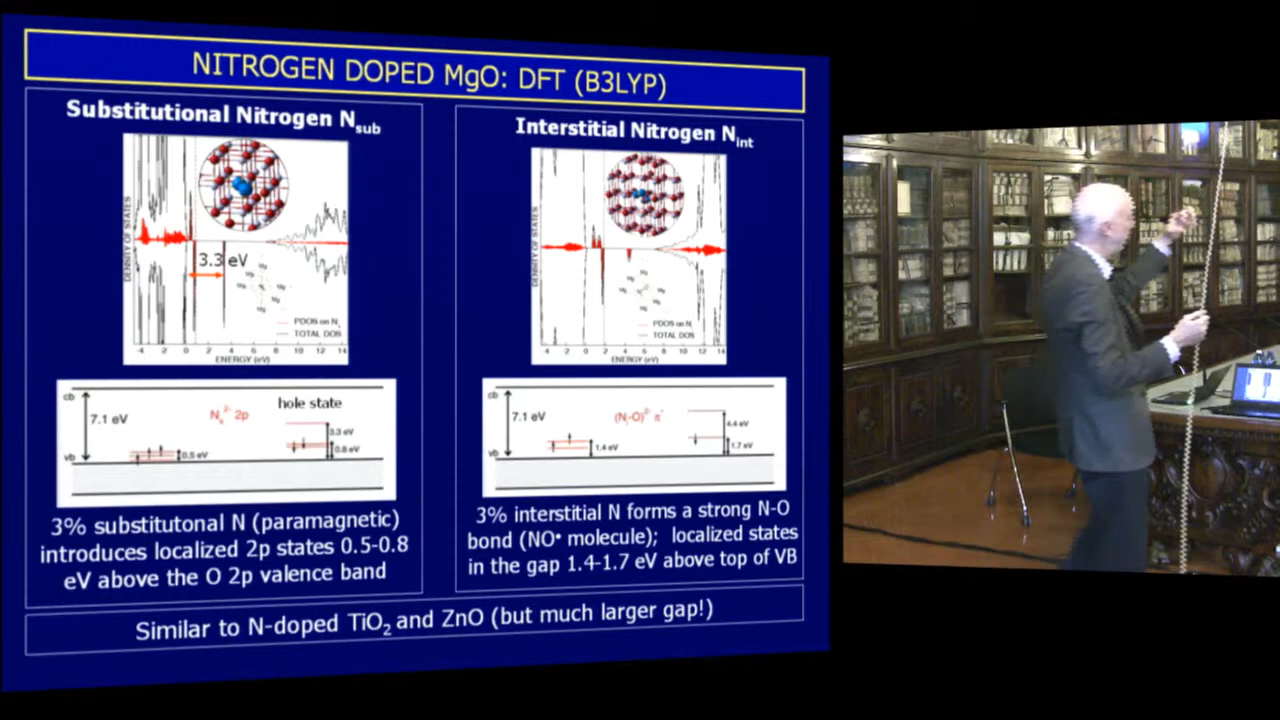 NITROGEN DOPED MgO: DFT (B3LYP)
Substitutional Nitrogen Nsub
DENSITY OF STATES
3.3 eV
PDOS on N
TOTAL DOS
-4 -2 0 2 4 6 8 10 12 14
ENERGY (eV)
cb
7.1 eV
vb
hole state
2p
0.5 eV
3.3 eV
0.8 eV
3% substitutonal N (paramagnetic)
introduces localized 2p states 0.5-0.8
eV above the O 2p valence band
Interstitial Nitrogen Nint
DENSITY OF STATES
PDOS on N
TOTAL DOS
-4 -2 0 2 4 6 8 10 12 14
ENERGY (eV)
cb
7.1 eV
vb
1.4 eV
4.4 eV
1.7 eV
3% interstitial N forms a strong N-O
bond (NO• molecule); localized states
in the gap 1.4-1.7 eV above top of VB
Similar to N-doped TiO2 and ZnO (but much larger gap!)